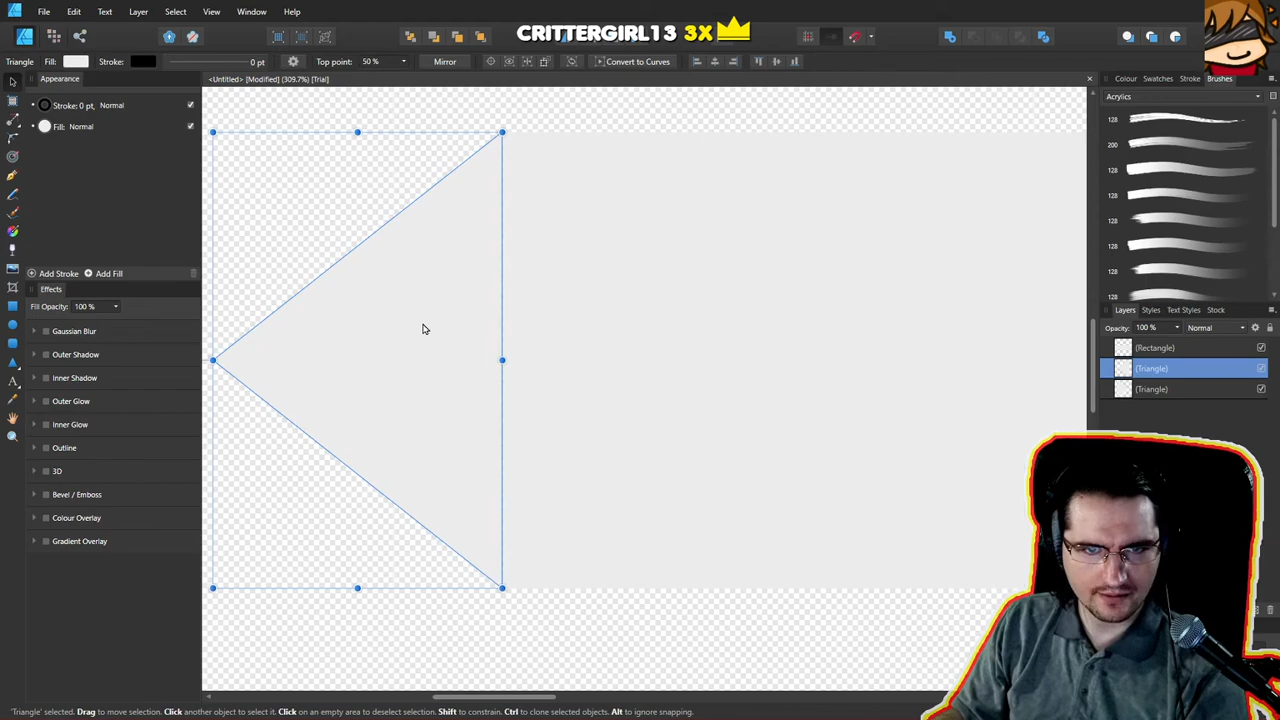 File Edit Text Layer Select View Window Help
CRITTERGIRL13 3X
Triangle Fill: Stroke: 0 pt Top point: 50 % Mirror Convert to Curves
Appearance
<Untitled> [Modified] (309.7%) [Trial]
Colour Swatches Stroke Brushes
Acrylics
Stroke: 0 pt, Normal
Fill: Normal
128
200
128
128
128
128
128
128
Add Stroke Add Fill
Effects
Fill Opacity: 100 %
Layers Styles Text Styles Stock
Opacity: 100 % Normal
Gaussian Blur
Outer Shadow
Inner Shadow
Outer Glow
Inner Glow
Outline
3D
Bevel / Emboss
Colour Overlay
Gradient Overlay
(Rectangle)
(Triangle)
(Triangle)
'Triangle' selected. Drag to move selection. Click another object to select it. Click on an empty area to deselect selection. Shift to constrain. Ctrl to clone selected objects. Alt to ignore snapping.